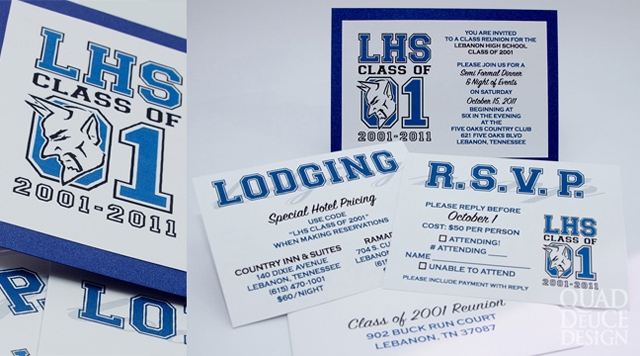 LHS
CLASS OF
01
2001-2011
P.
LOD
LHS
CLASS OF
01
2001-2011
YOU ARE INVITED
TO A CLASS REUNION FOR THE
LEBANON HIGH SCHOOL
CLASS OF 2001
PLEASE JOIN US FOR A
Semi Formal Dinner
& Night of Events
ON SATURDAY
October 15, 2011
BEGINNING AT
SIX IN THE EVENING
AT THE
FIVE OAKS COUNTRY CLUB
621 FIVE OAKS BLVD
LEBANON, TENNESSEE
LODGING
Special Hotel Pricing
USE CODE
"LHS CLASS OF 2001"
WHEN MAKING RESERVATIONS
COUNTRY INN & SUITES
140 DIXIE AVENUE
LEBANON, TENNESSEE
(615) 470-1001
$60/NIGHT
704 S. CU
LEBANON
(615)
R.S.V.P.
PLEASE REPLY BEFORE
October 1
COST: $50 PER PERSON
ATTENDING!
# ATTENDING
NAME
UNABLE TO ATTEND
PLEASE INCLUDE PAYMENT WITH REPLY
LHS
CLASS OF
01
2001-2011
Class of 2001 Reunion
902 BUCK RUN COURT
LEBANON, TN 37087
QUAD
DEUCE
DESIGN